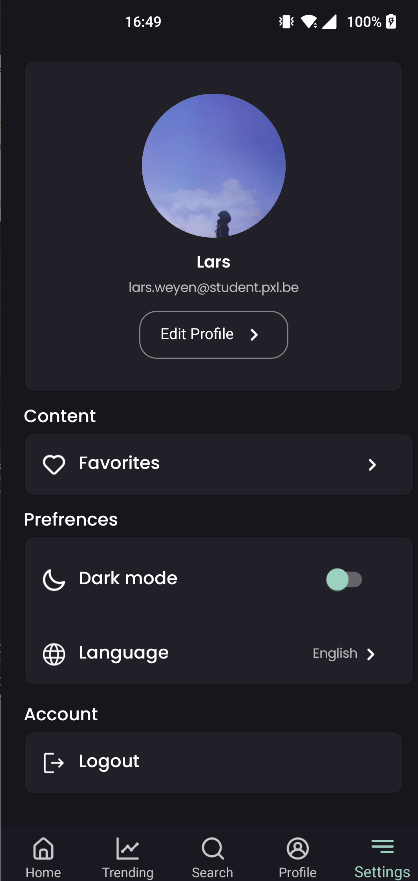 16:49
100%
Lars
lars.weyen@student.pxl.be
Edit Profile
Content
Favorites
Prefrences
Dark mode
Language
English
Account
Logout
Home
Trending
Search
Profile
Settings